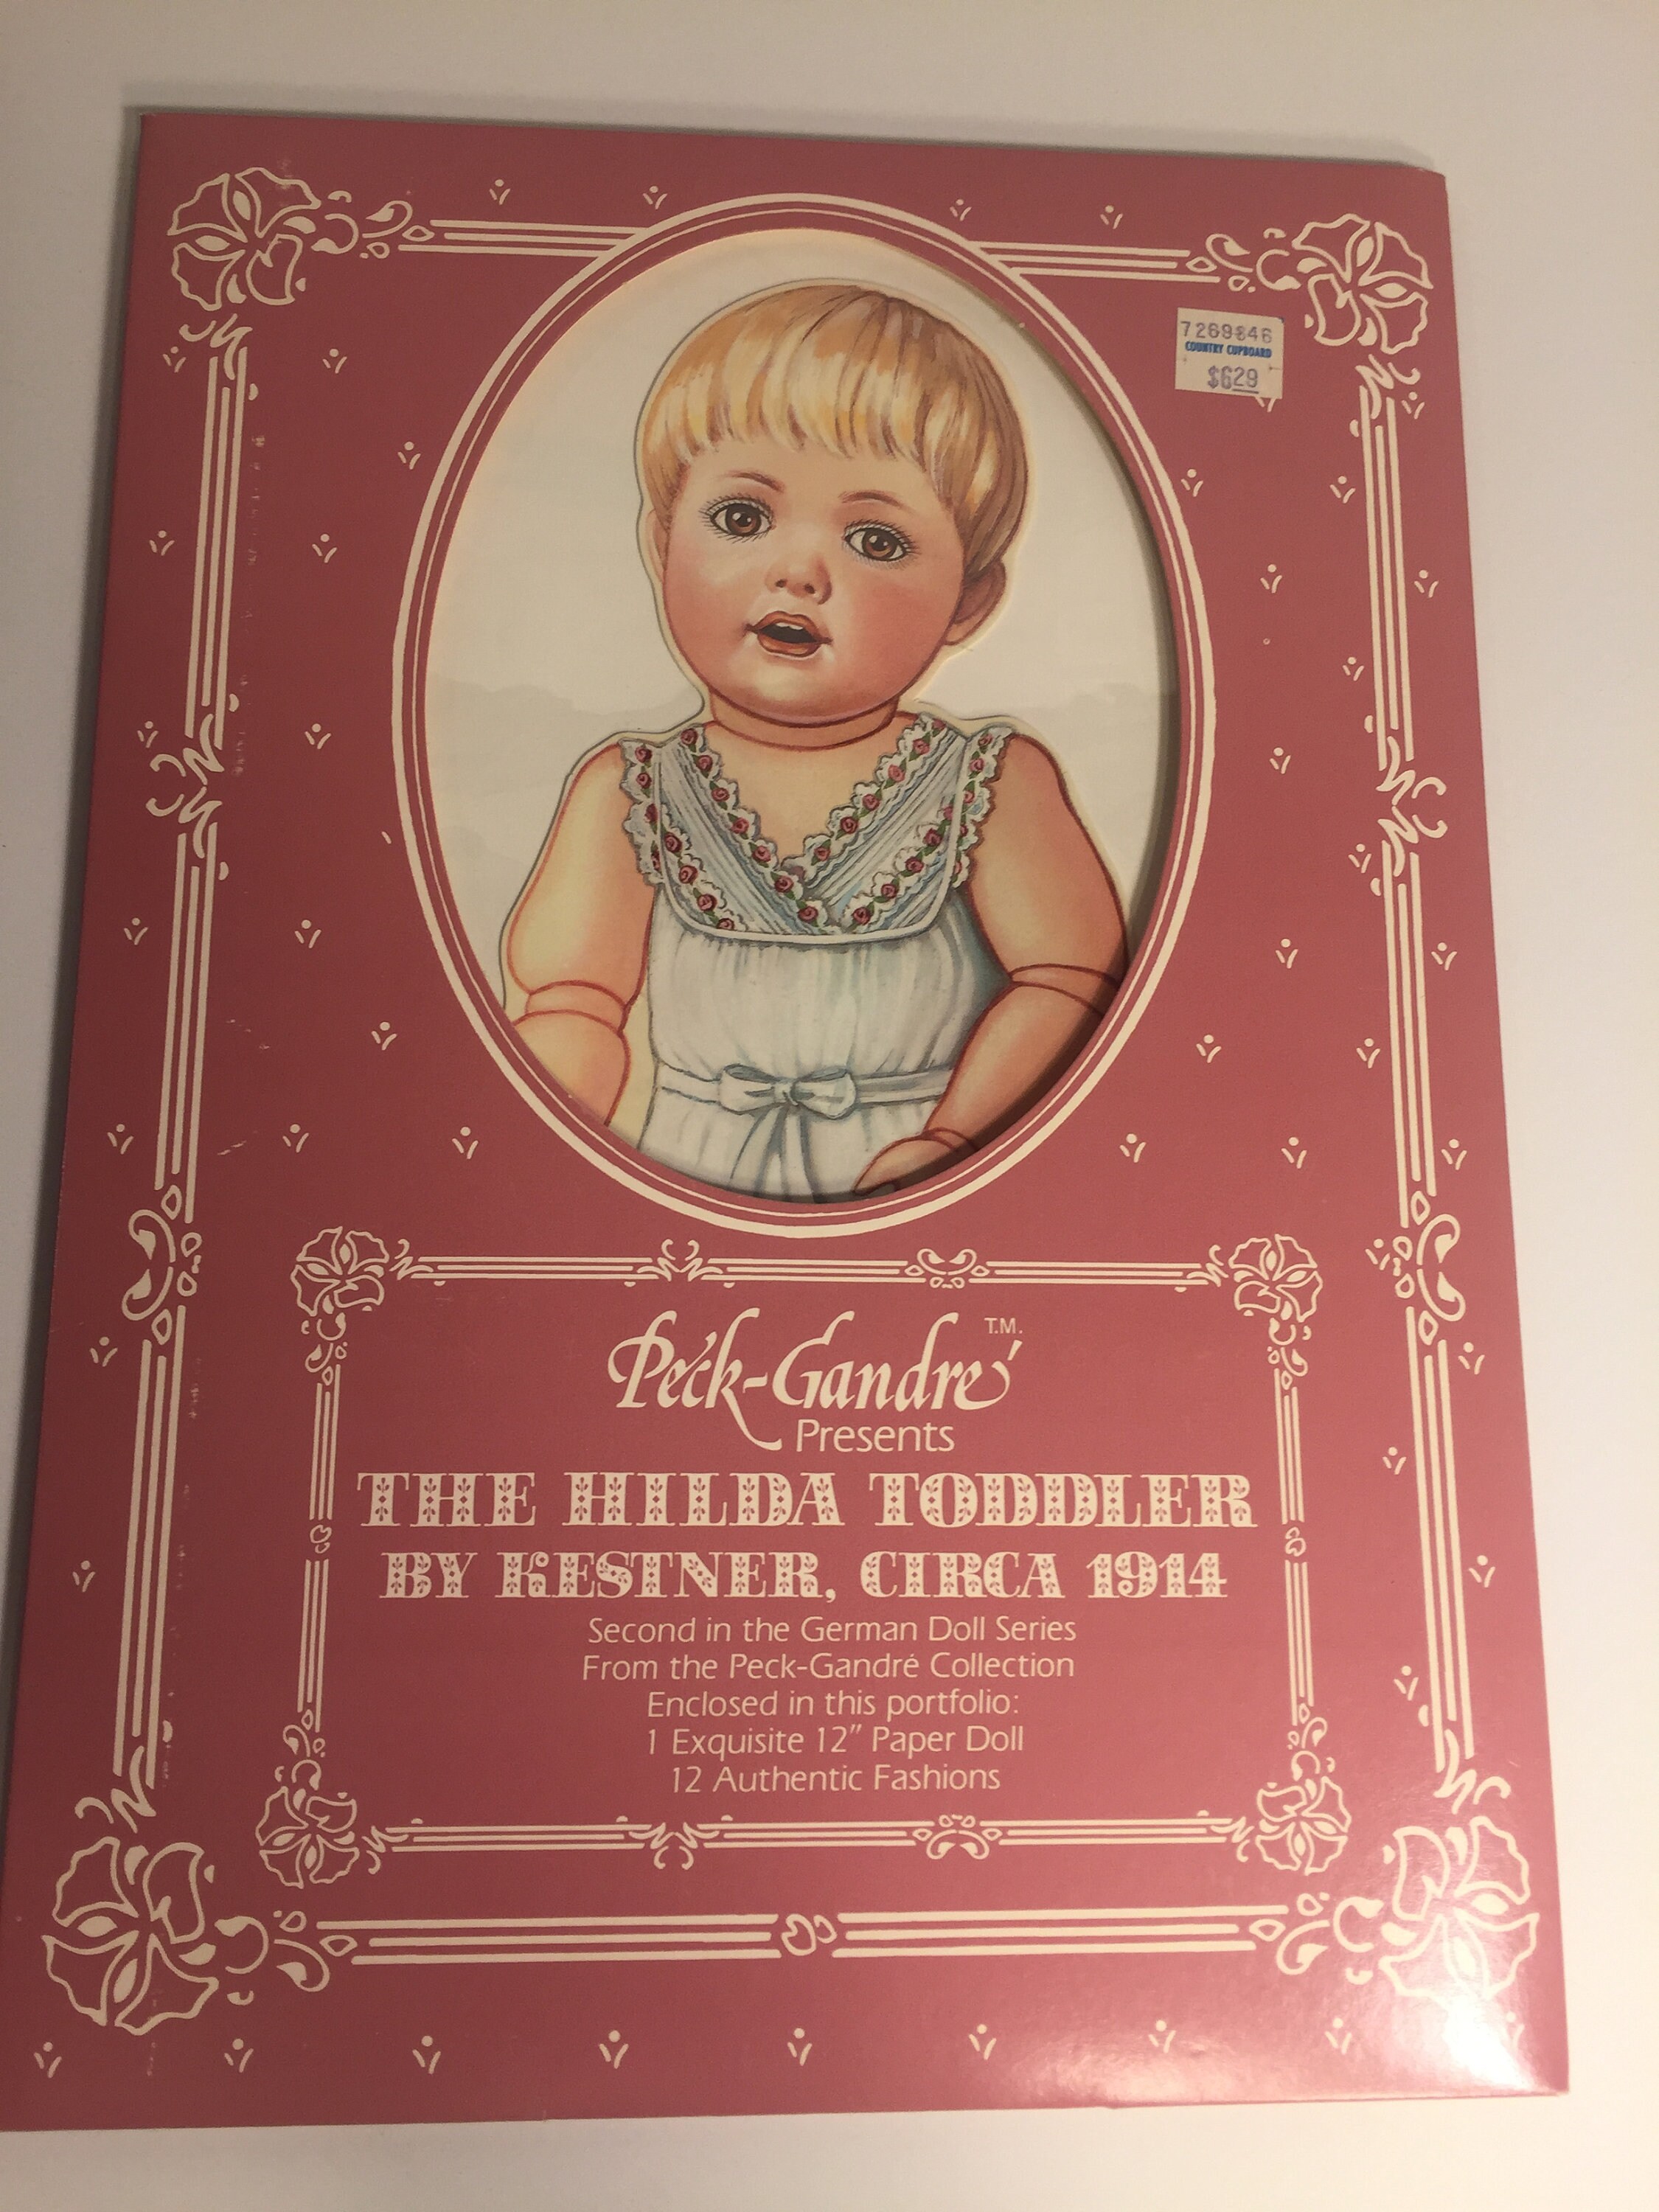 7269846
COUNTRY CUPBOARD
$629
Peck-Gandré T.M.
Presents
THE HILDA TODDLER
BY KESTNER, CIRCA 1914
Second in the German Doll Series
From the Peck-Gandré Collection
Enclosed in this portfolio:
1 Exquisite 12” Paper Doll
12 Authentic Fashions